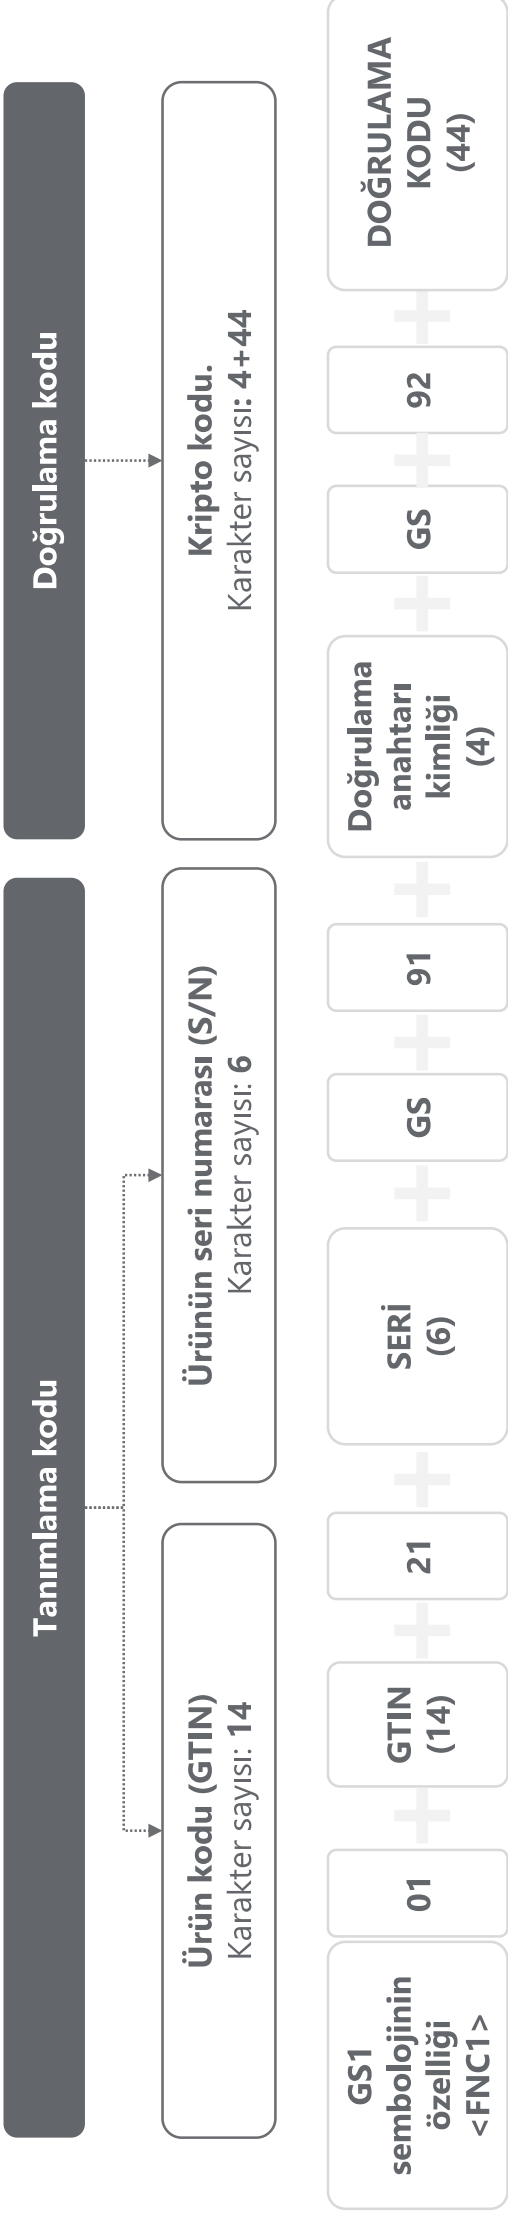 Tanımlama kodu
Doğrulama kodu
Ürün kodu (GTIN)
Karakter sayısı: 14
Ürünün seri numarası (S/N)
Karakter sayısı: 6
Kripto kodu.
Karakter sayısı: 4+44
GS1
sembolojinin
özelliği
<FNC1>
01
+
GTIN
(14)
+
21
+
SERİ
(6)
+
GS
+
91
+
Doğrulama
anahtarı
kimliği
(4)
+
GS
+
92
+
DOĞRULAMA
KODU
(44)